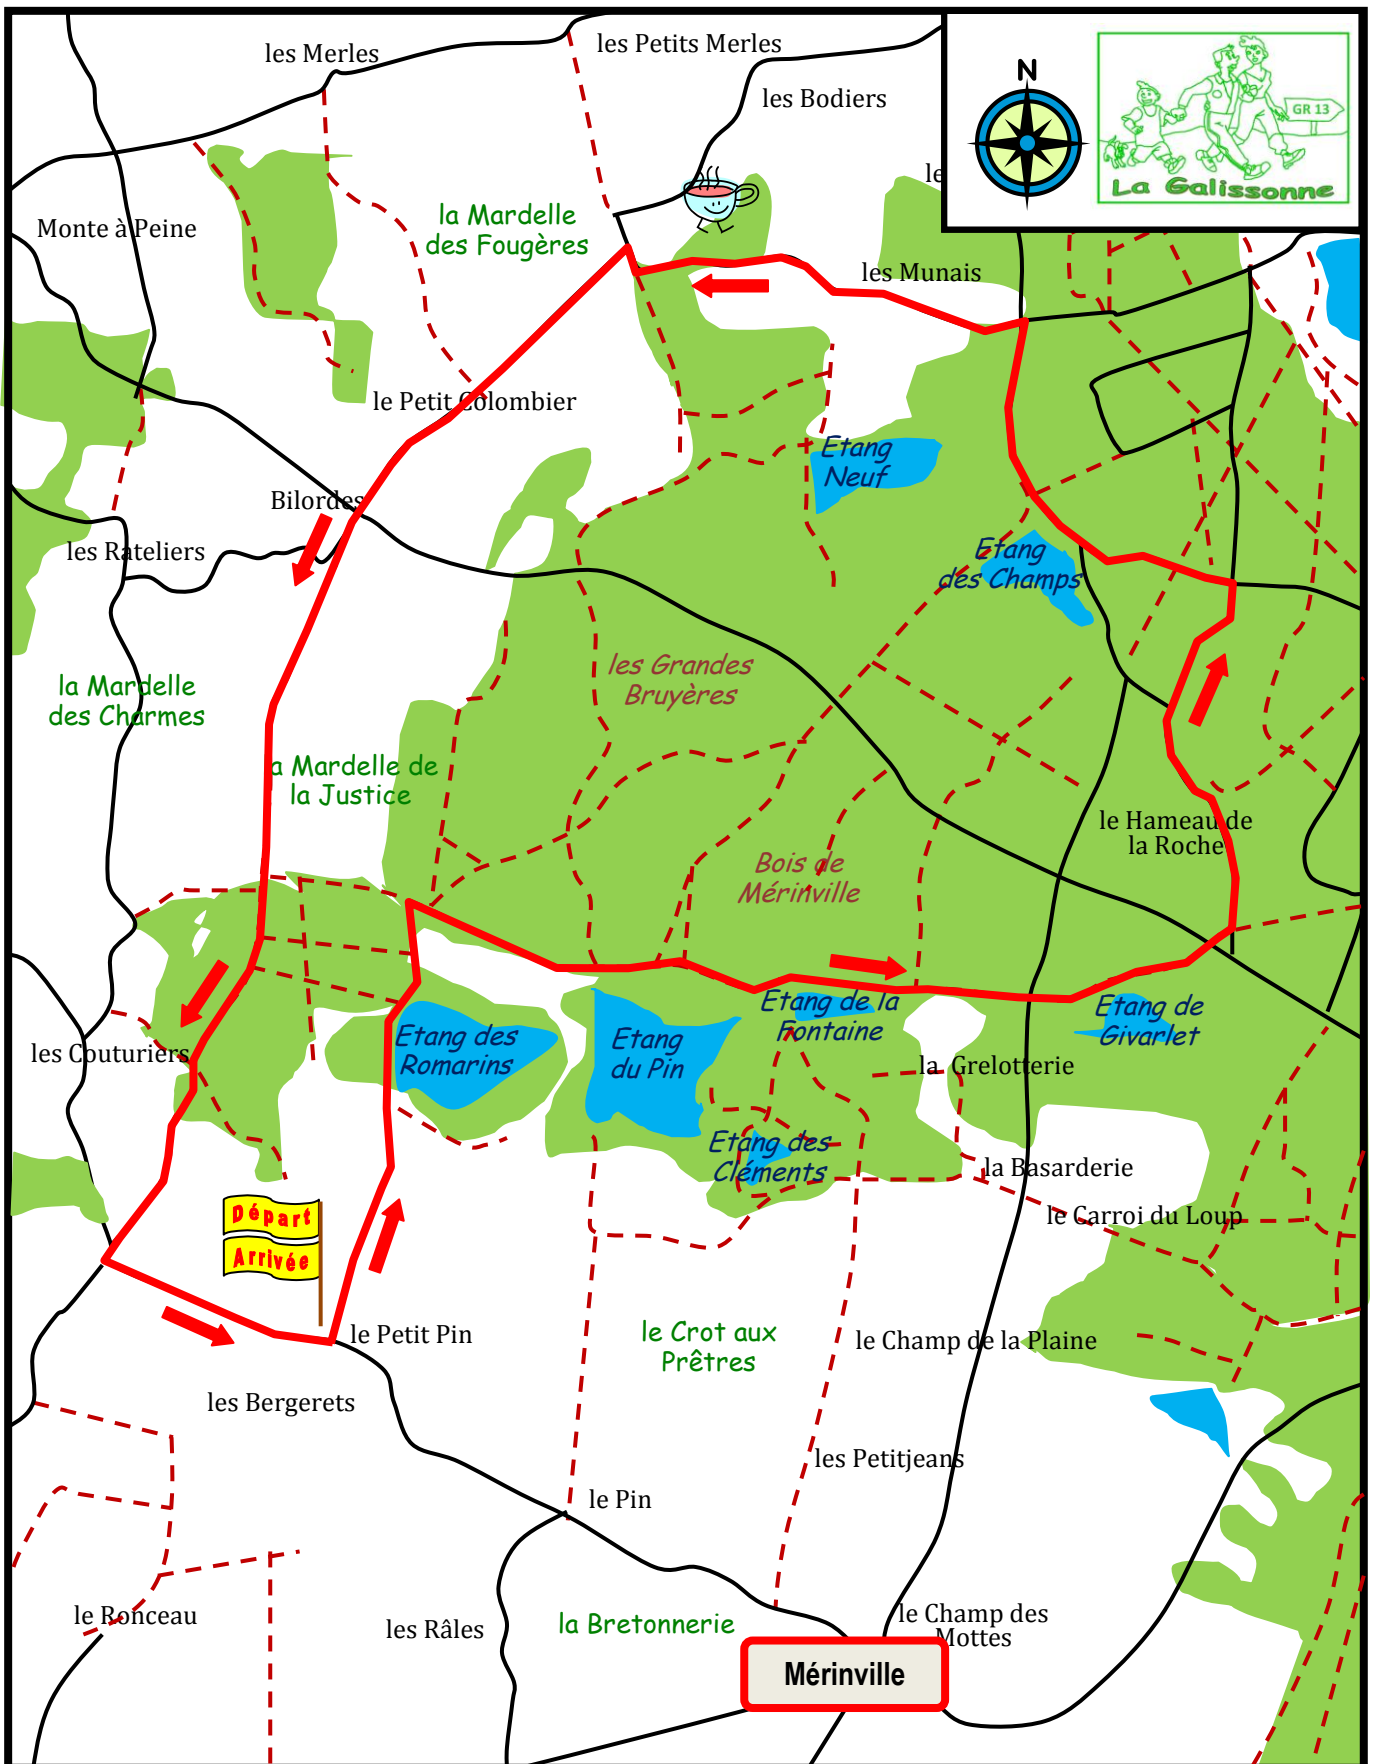 les Merles
les Petits Merles
les Bodiers
le
N
GR 13
La Galissonne
Monte à Peine
la Mardelle
des Fougères
les Munais
le Petit Colombier
Etang
Neuf
Bilordes
les Rateliers
Etang
des Champs
les Grandes
Bruyères
la Mardelle
des Charmes
a Mardelle de
la Justice
le Hameau de
la Roche
Bois de
Mérinville
Etang de la
Fontaine
Etang de
Givarlet
Etang des
Romarins
Etang
du Pin
les Couturiers
la Grelotterie
Etang des
Cléments
la Basarderie
le Carroi du Loup
Départ
Arrivée
le Petit Pin
le Crot aux
Prêtres
le Champ de la Plaine
les Bergerets
les Petitjeans
le Pin
le Ronceau
les Râles
la Bretonnerie
le Champ des
Mottes
Mérinville